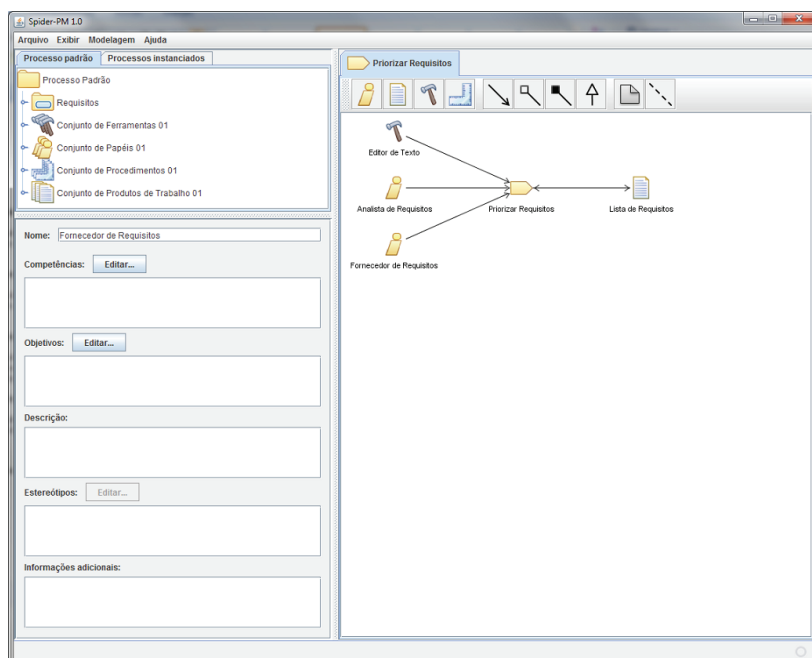 Spider-PM 1.0
Arquivo Exibir Modelagem Ajuda
Processo padrão Processos instanciados
Processo Padrão
Requisitos
Conjunto de Ferramentas 01
Conjunto de Papéis 01
Conjunto de Procedimentos 01
Conjunto de Produtos de Trabalho 01
Nome: Fornecedor de Requisitos
Competências: Editar...
Objetivos: Editar...
Descrição:
Estereótipos: Editar...
Informações adicionais:
Priorizar Requisitos
Editor de Texto
Analista de Requisitos Priorizar Requisitos Lista de Requisitos
Fornecedor de Requisitos